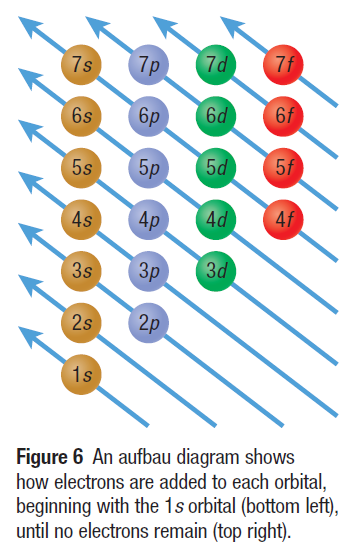 7s 7p 7d 7f
6s 6p 6d 6f
5s 5p 5d 5f
4s 4p 4d 4f
3s 3p 3d
2s 2p
1s
Figure 6 An aufbau diagram shows
how electrons are added to each orbital,
beginning with the 1s orbital (bottom left),
until no electrons remain (top right).